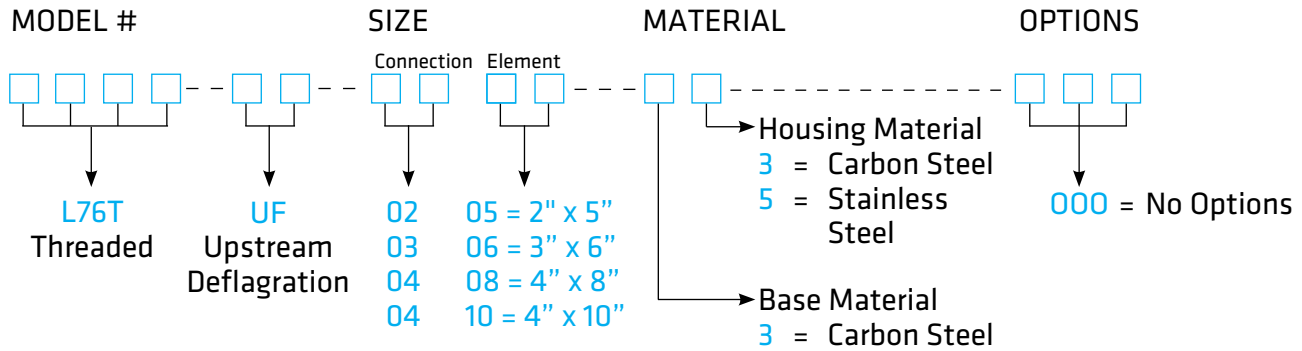 MODEL # SIZE MATERIAL OPTIONS
Connection Element
L76T
Threaded
UF
Upstream
Deflagration
02 05 = 2" x 5”
03 06 = 3” x 6”
04 08 = 4” x 8”
04 10 = 4” x 10”
Housing Material
3 = Carbon Steel
5 = Stainless
Steel
Base Material
3 = Carbon Steel
000 = No Options